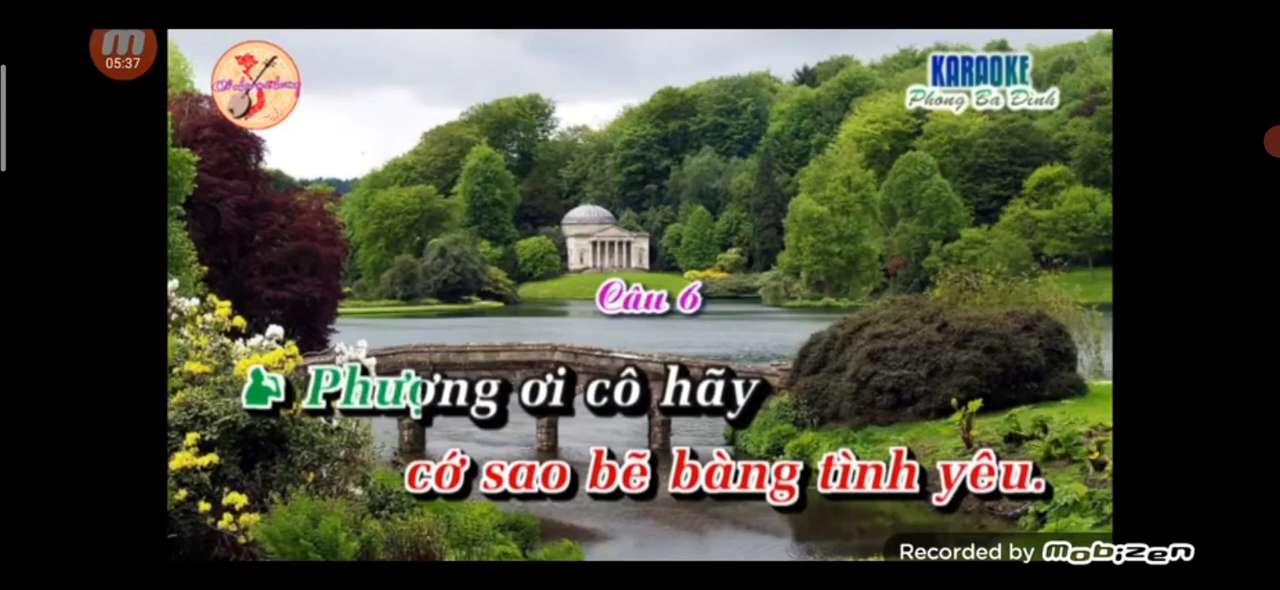 05:37
KARAOKE
Phong Ba Đình
Câu 6
Phượng ơi cô hãy
cớ sao bẽ bàng tình yêu.
Recorded by mobizen